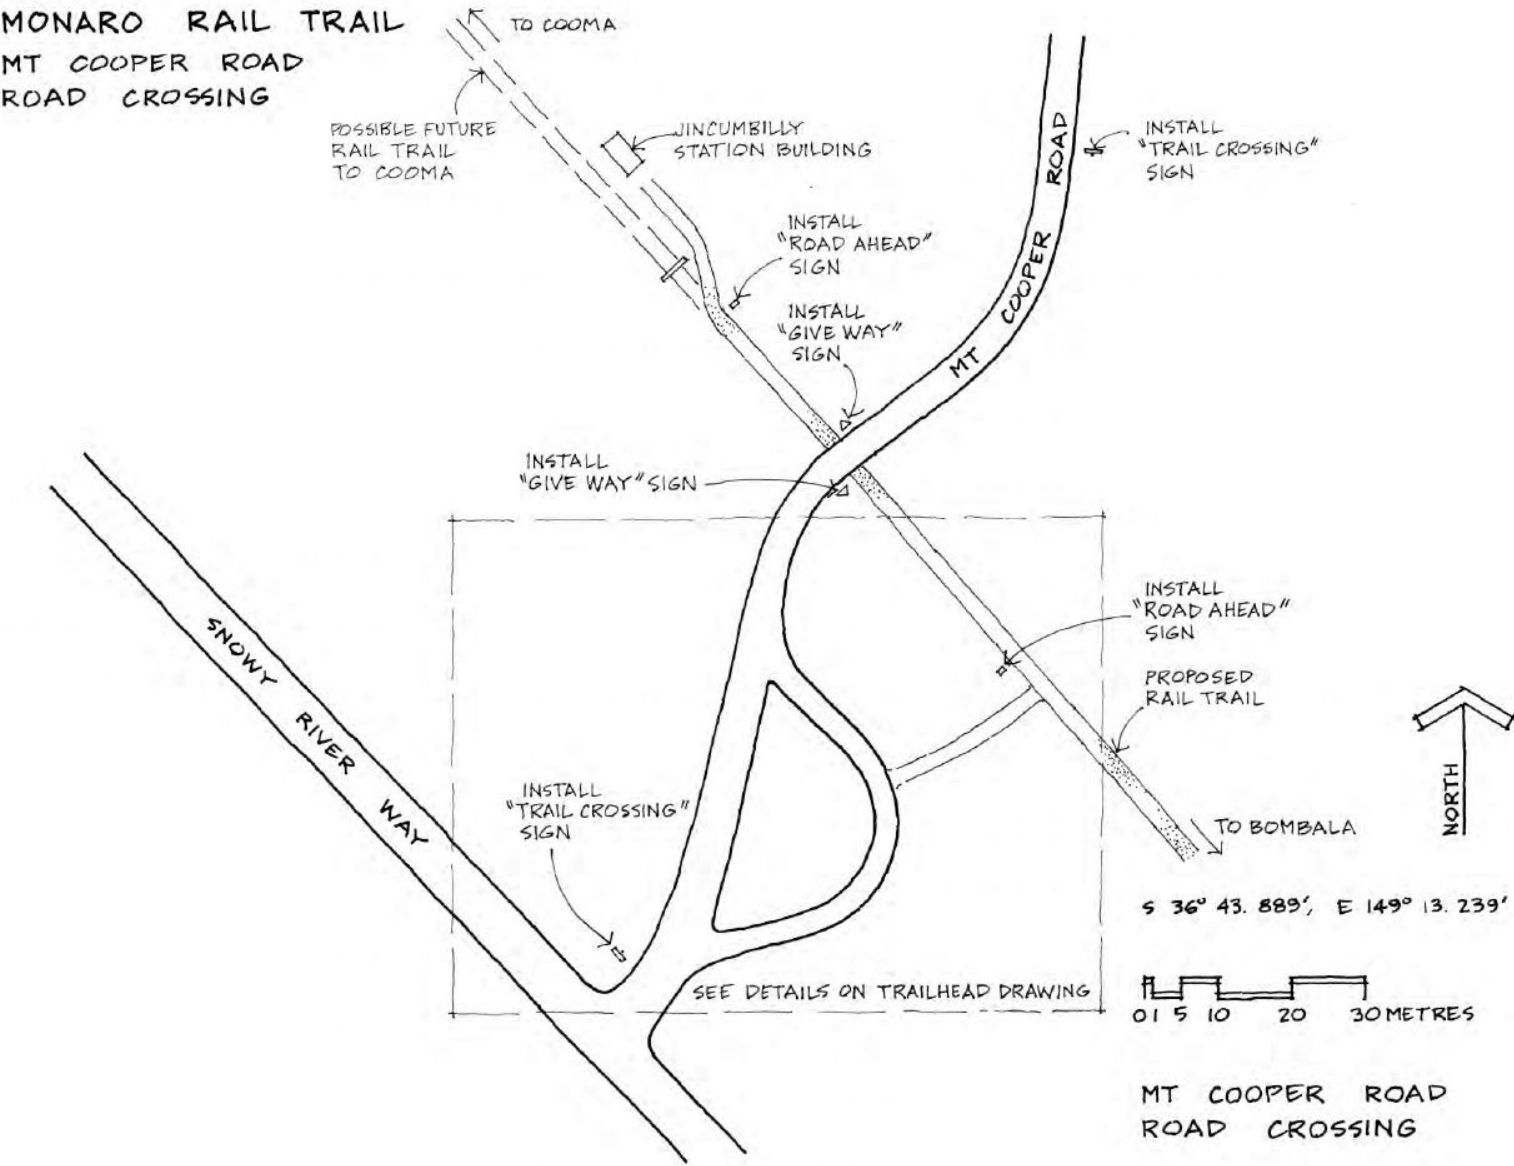 MONARO RAIL TRAIL
MT COOPER ROAD
ROAD CROSSING
TO COOMA
POSSIBLE FUTURE
RAIL TRAIL
TO COOMA
JINCUMBILLY
STATION BUILDING
INSTALL
"TRAIL CROSSING"
SIGN
INSTALL
"ROAD AHEAD"
SIGN
INSTALL
"GIVE WAY"
SIGN
MT COOPER ROAD
INSTALL
"GIVE WAY" SIGN
SNOWY RIVER WAY
INSTALL
"ROAD AHEAD"
SIGN
PROPOSED
RAIL TRAIL
INSTALL
"TRAIL CROSSING"
SIGN
TO BOMBALA
NORTH
S 36° 43.889', E 149° 13.239'
SEE DETAILS ON TRAILHEAD DRAWING
0 1 5 10 20 30 METRES
MT COOPER ROAD
ROAD CROSSING